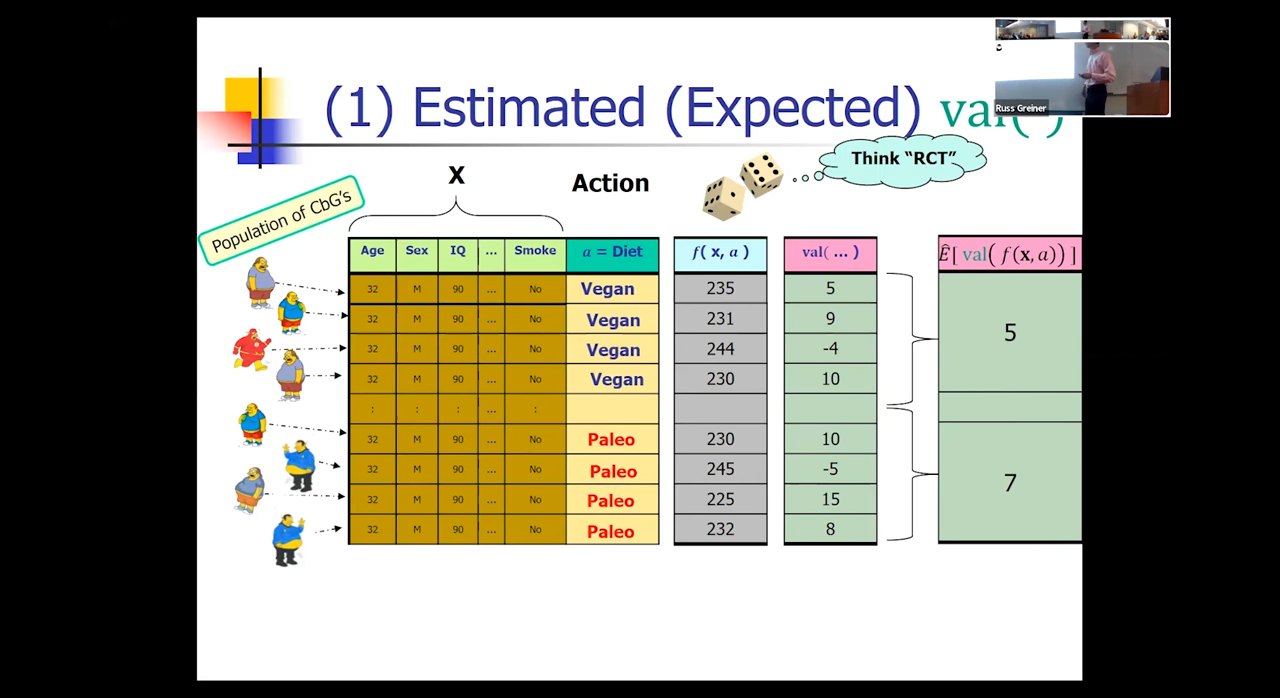 (1) Estimated (Expected) val( )
Russ Greiner
Think “RCT”
X
Action
Population of CbG's
Age Sex IQ ... Smoke a = Diet f( x, a ) val( ... ) Ê[ val( f(x, a)) ]
32 M 90 ... No Vegan 235 5
32 M 90 ... No Vegan 231 9
32 M 90 ... No Vegan 244 -4
5
32 M 90 ... No Vegan 230 10
: : : ... :
32 M 90 ... No Paleo 230 10
32 M 90 ... No Paleo 245 -5
7
32 M 90 ... No Paleo 225 15
32 M 90 ... No Paleo 232 8